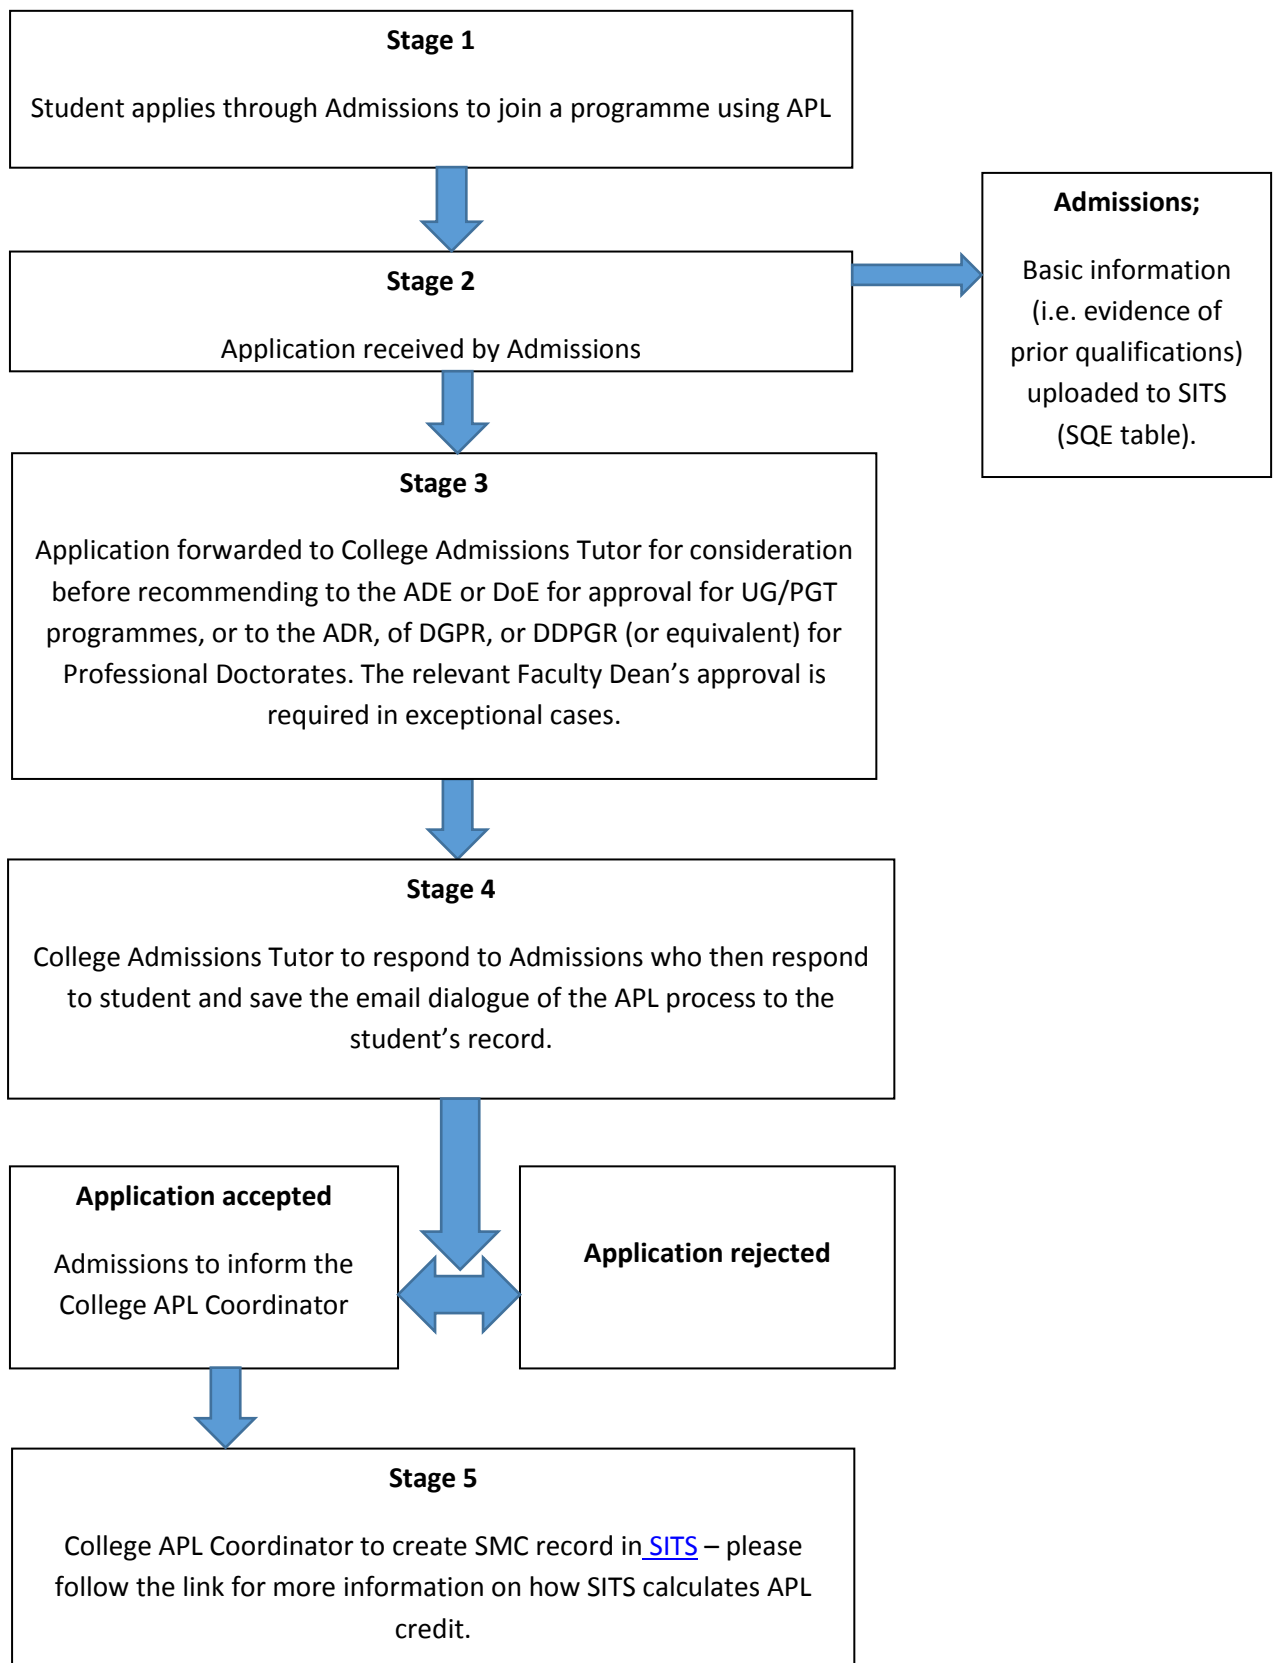 Stage 1
Student applies through Admissions to join a programme using APL
Stage 2
Application received by Admissions
Admissions;
Basic information
(i.e. evidence of
prior qualifications)
uploaded to SITS
(SQE table).
Stage 3
Application forwarded to College Admissions Tutor for consideration
before recommending to the ADE or DoE for approval for UG/PGT
programmes, or to the ADR, of DGPR, or DDPGR (or equivalent) for
Professional Doctorates. The relevant Faculty Dean’s approval is
required in exceptional cases.
Stage 4
College Admissions Tutor to respond to Admissions who then respond
to student and save the email dialogue of the APL process to the
student’s record.
Application accepted
Admissions to inform the
College APL Coordinator
Application rejected
Stage 5
College APL Coordinator to create SMC record in SITS – please
follow the link for more information on how SITS calculates APL
credit.